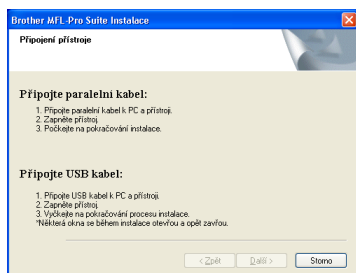 Brother MFL-Pro Suite Instalace
Připojení přístroje
Připojte paralelní kabel:
1. Připojte paralelní kabel k PC a přístroji.
2. Zapněte přístroj.
3. Počkejte na pokračování instalace.
Připojte USB kabel:
1. Připojte USB kabel k PC a přístroji.
2. Zapněte přístroj.
3. Vyčkejte na pokračování procesu instalace.
*Některá okna se během instalace otevřou a opět zavřou.
< Zpět Další > Storno